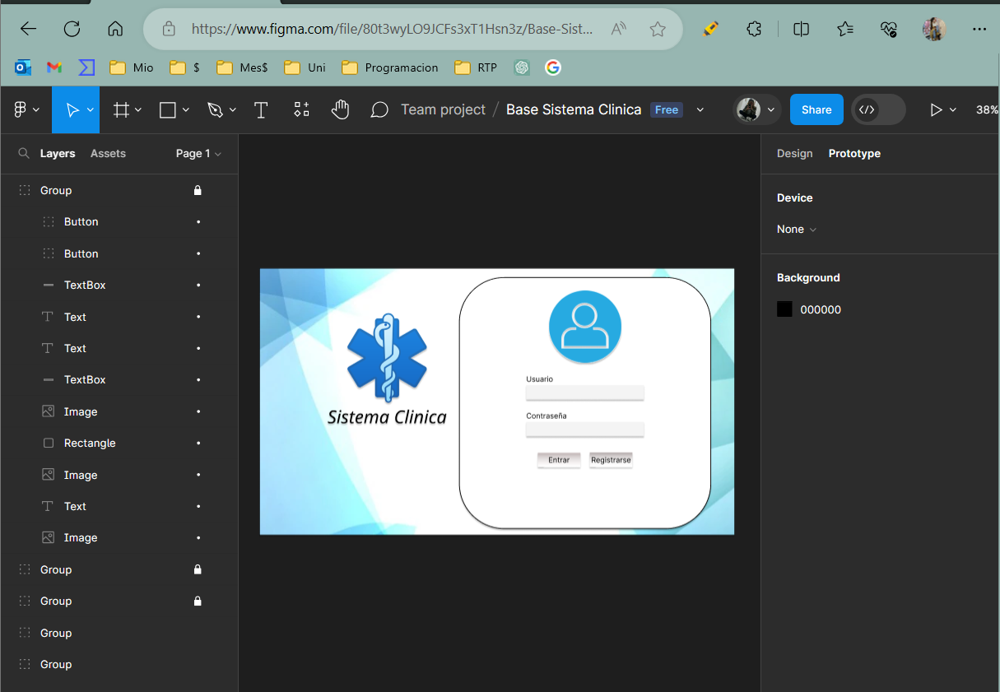 https://www.figma.com/file/80t3wyLO9JCFs3xT1Hsn3z/Base-Sist...
Mio
$
Mes$
Uni
Programacion
RTP
Team project / Base Sistema Clinica
Free
Share
38%
Layers
Assets
Page 1
Design
Prototype
Group
Button
Button
TextBox
Text
Text
TextBox
Image
Rectangle
Image
Text
Image
Group
Group
Group
Group
Sistema Clinica
Usuario
Contraseña
Entrar
Registrarse
Device
None
Background
000000